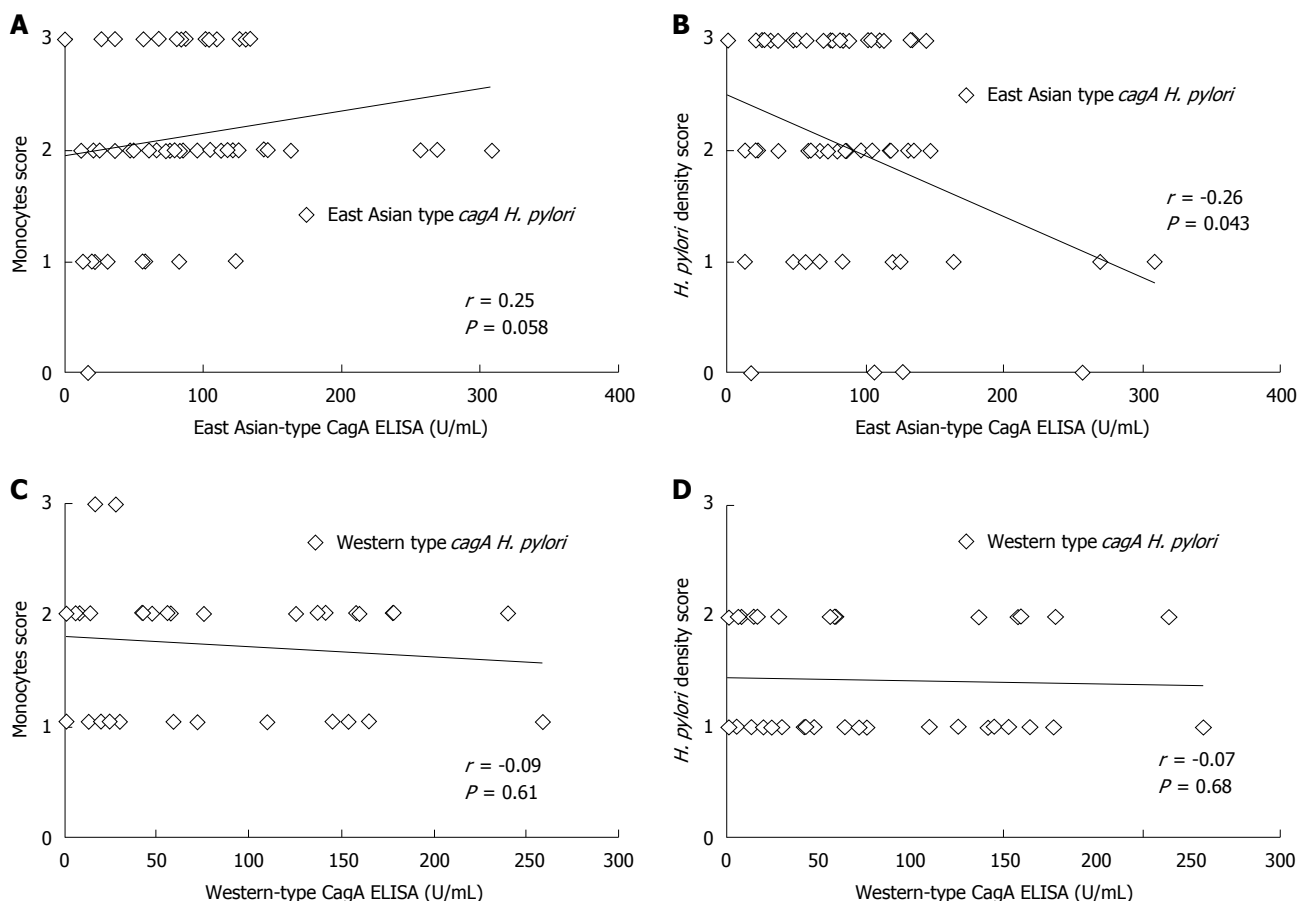 A
3
2
1
0
Monocytes score
East Asian type cagA H. pylori
r = 0.25
P = 0.058
0 100 200 300 400
East Asian-type CagA ELISA (U/mL)
B
3
2
1
0
H. pylori density score
East Asian type cagA H. pylori
r = -0.26
P = 0.043
0 100 200 300 400
East Asian-type CagA ELISA (U/mL)
C
3
2
1
0
Monocytes score
Western type cagA H. pylori
r = -0.09
P = 0.61
0 50 100 150 200 250 300
Western-type CagA ELISA (U/mL)
D
3
2
1
0
H. pylori density score
Western type cagA H. pylori
r = -0.07
P = 0.68
0 50 100 150 200 250 300
Western-type CagA ELISA (U/mL)